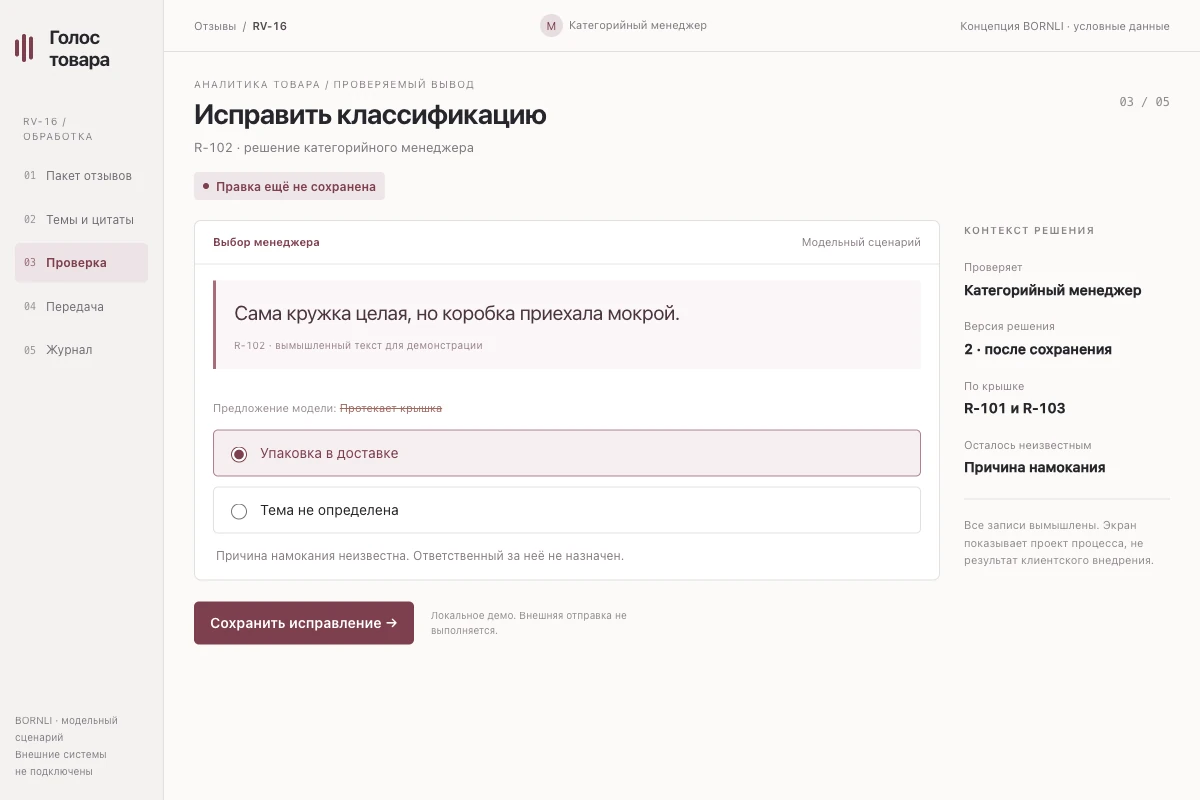 Голос
товара
RV-16 /
ОБРАБОТКА
01 Пакет отзывов
02 Темы и цитаты
03 Проверка
04 Передача
05 Журнал
BORNLI · модельный
сценарий
Внешние системы
не подключены
Отзывы / RV-16
М Категорийный менеджер
Концепция BORNLI · условные данные
АНАЛИТИКА ТОВАРА / ПРОВЕРЯЕМЫЙ ВЫВОД
Исправить классификацию
03 / 05
R-102 · решение категорийного менеджера
Правка ещё не сохранена
Выбор менеджера
Модельный сценарий
Сама кружка целая, но коробка приехала мокрой.
R-102 · вымышленный текст для демонстрации
Предложение модели: Протекает крышка
Упаковка в доставке
Тема не определена
Причина намокания неизвестна. Ответственный за неё не назначен.
Сохранить исправление →
Локальное демо. Внешняя отправка не
выполняется.
КОНТЕКСТ РЕШЕНИЯ
Проверяет
Категорийный менеджер
Версия решения
2 · после сохранения
По крышке
R-101 и R-103
Осталось неизвестным
Причина намокания
Все записи вымышлены. Экран
показывает проект процесса, не
результат клиентского внедрения.